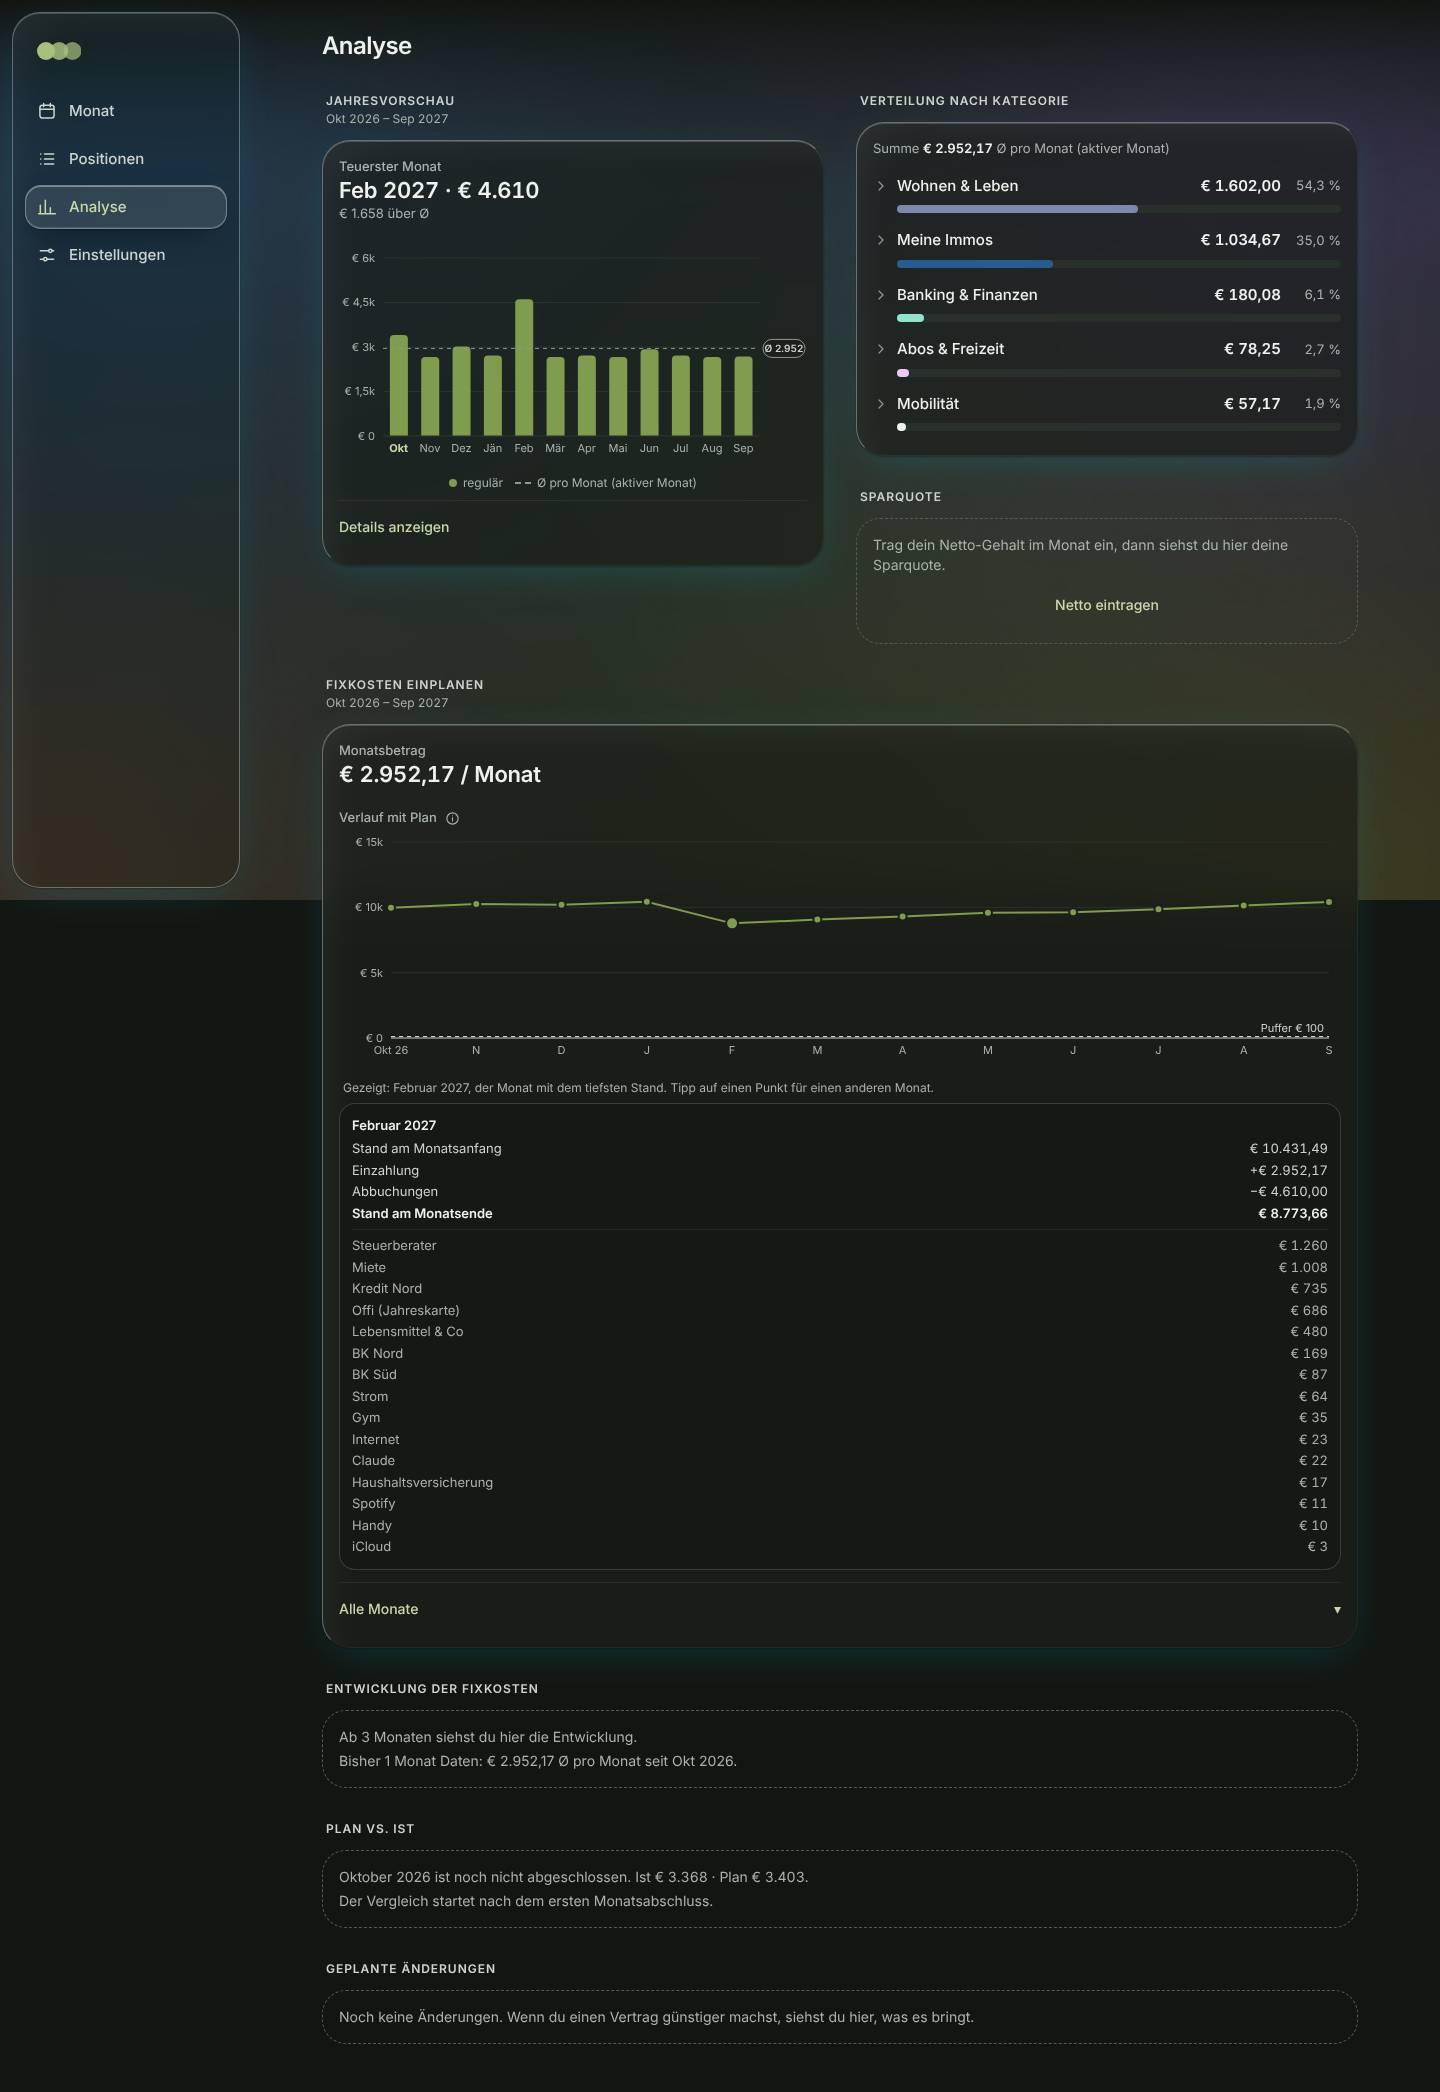 Monat
Positionen
Analyse
Einstellungen
Analyse
JAHRESVORSCHAU
Okt 2026 – Sep 2027
Teuerster Monat
Feb 2027 · € 4.610
€ 1.658 über Ø
€ 6k
€ 4,5k
€ 3k
€ 1,5k
€ 0
Ø 2.952
Okt Nov Dez Jän Feb Mär Apr Mai Jun Jul Aug Sep
regulär Ø pro Monat (aktiver Monat)
Details anzeigen
VERTEILUNG NACH KATEGORIE
Summe € 2.952,17 Ø pro Monat (aktiver Monat)
Wohnen & Leben € 1.602,00 54,3 %
Meine Immos € 1.034,67 35,0 %
Banking & Finanzen € 180,08 6,1 %
Abos & Freizeit € 78,25 2,7 %
Mobilität € 57,17 1,9 %
SPARQUOTE
Trag dein Netto-Gehalt im Monat ein, dann siehst du hier deine
Sparquote.
Netto eintragen
FIXKOSTEN EINPLANEN
Okt 2026 – Sep 2027
Monatsbetrag
€ 2.952,17 / Monat
Verlauf mit Plan
€ 15k
€ 10k
€ 5k
€ 0
Puffer € 100
Okt 26 N D J F M A M J J A S
Gezeigt: Februar 2027, der Monat mit dem tiefsten Stand. Tipp auf einen Punkt für einen anderen Monat.
Februar 2027
Stand am Monatsanfang € 10.431,49
Einzahlung +€ 2.952,17
Abbuchungen −€ 4.610,00
Stand am Monatsende € 8.773,66
Steuerberater € 1.260
Miete € 1.008
Kredit Nord € 735
Offi (Jahreskarte) € 686
Lebensmittel & Co € 480
BK Nord € 169
BK Süd € 87
Strom € 64
Gym € 35
Internet € 23
Claude € 22
Haushaltsversicherung € 17
Spotify € 11
Handy € 10
iCloud € 3
Alle Monate
ENTWICKLUNG DER FIXKOSTEN
Ab 3 Monaten siehst du hier die Entwicklung.
Bisher 1 Monat Daten: € 2.952,17 Ø pro Monat seit Okt 2026.
PLAN VS. IST
Oktober 2026 ist noch nicht abgeschlossen. Ist € 3.368 · Plan € 3.403.
Der Vergleich startet nach dem ersten Monatsabschluss.
GEPLANTE ÄNDERUNGEN
Noch keine Änderungen. Wenn du einen Vertrag günstiger machst, siehst du hier, was es bringt.